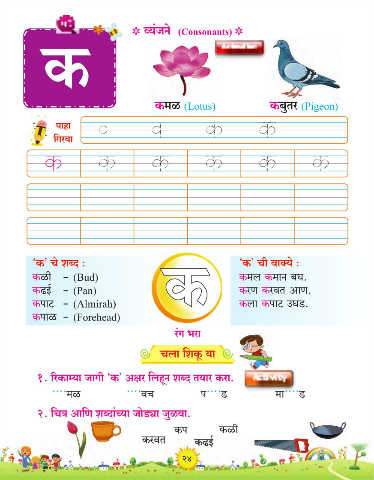 क
✲ व्यंजने (Cousonants) ✲
कमळ (Lotus)
कबुतर (Pigeon)
पाहा
गिरवा
क क क क क क
'क' चे शब्द :
कळी - (Bud)
कढई - (Pan)
कपाट - (Almirah)
कपाळ - (Forehead)
क
रंग भरा
'क' ची वाक्ये :
कमल कमान बघ.
करण करवत आण.
कला कपाट उघड.
चला शिकू या
१. रिकाम्या जागी 'क' अक्षर लिहून शब्द तयार करा.
····मळ ····वच प····ड मा····ड
२. चित्र आणि शब्दांच्या जोड्या जुळवा.
कप कळी
करवत कढई
२४